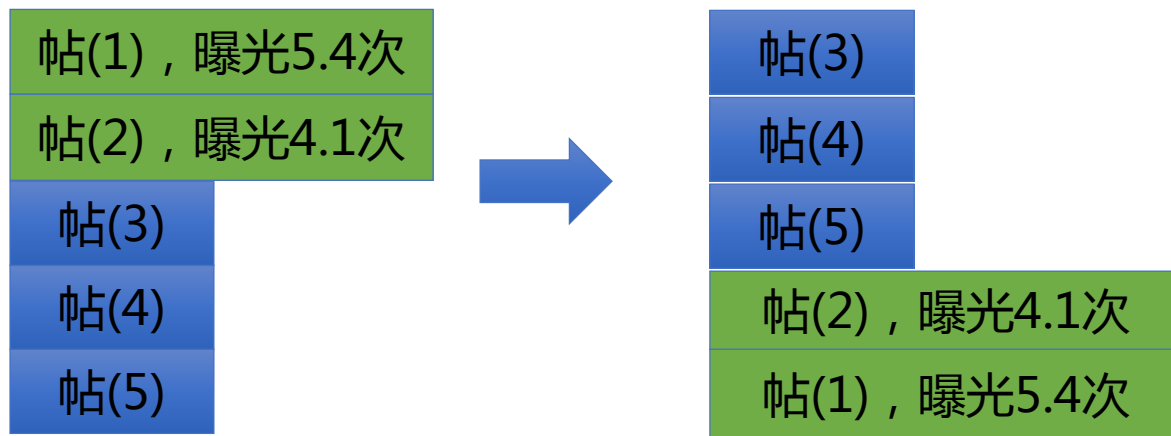 帖(1)，曝光5.4次
帖(2)，曝光4.1次
帖(3)
帖(4)
帖(5)
帖(3)
帖(4)
帖(5)
帖(2)，曝光4.1次
帖(1)，曝光5.4次